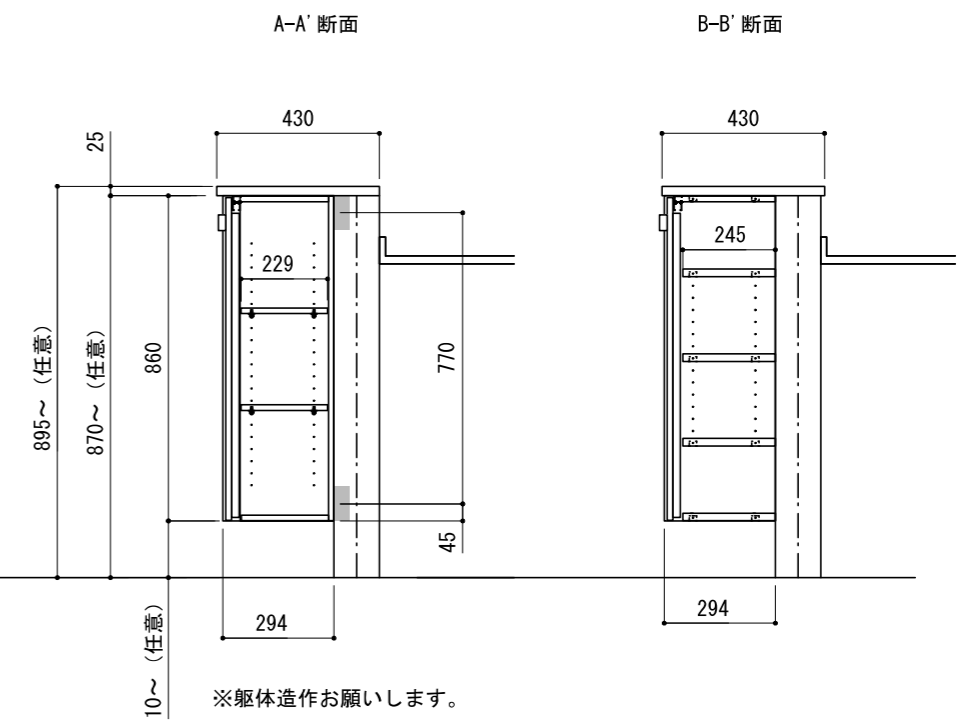 A-A' 断面
B-B' 断面
430
430
25
245
229
895~ (任意)
870~ (任意)
860
770
45
294
294
10~ (任意)
※躯体造作お願いします。